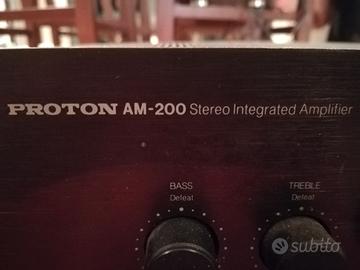 PROTON AM-200 Stereo Integrated Amplifier
BASS TREBLE
Defeat Defeat
subito